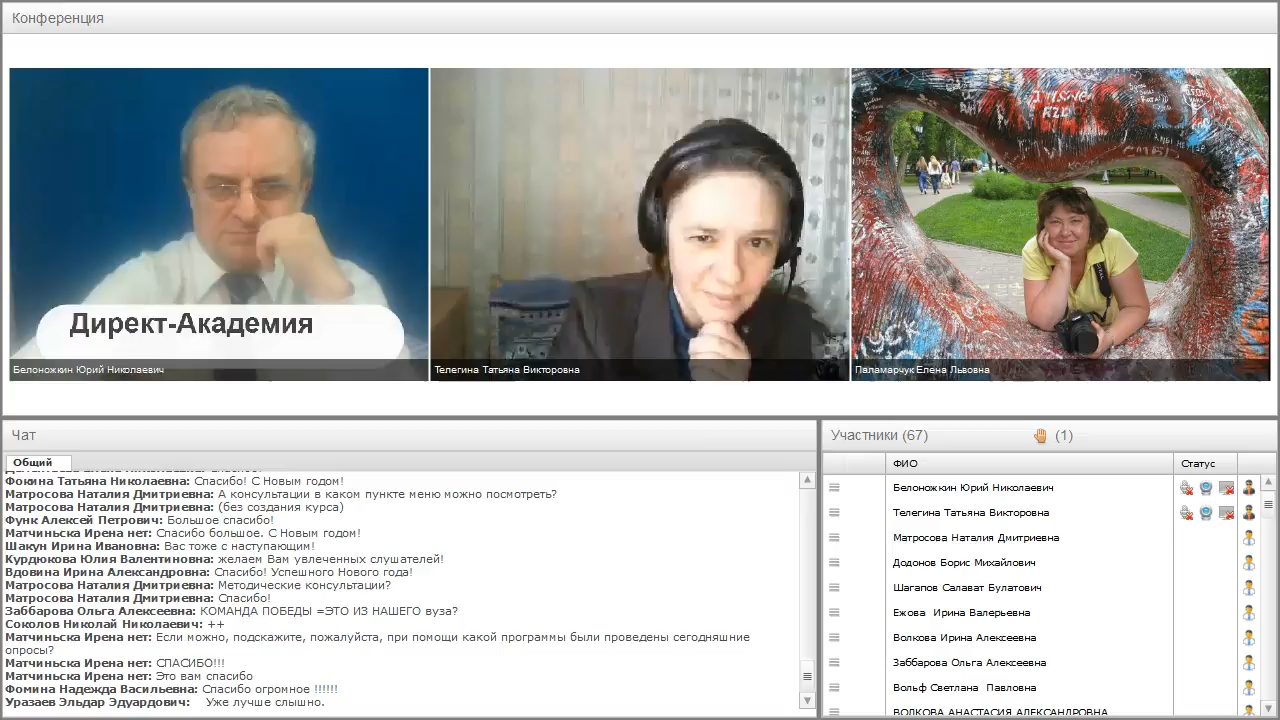 Конференция
Директ-Академия
Белоножкин Юрий Николаевич
Телегина Татьяна Викторовна
Паламарчук Елена Львовна
Чат
Общий
Фокина Татьяна Николаевна: Спасибо! С Новым годом!
Матросова Наталия Дмитриевна: А консультации в каком пункте меню можно посмотреть?
Матросова Наталия Дмитриевна: (без создания курса)
Функ Алексей Петрович: Большое спасибо!
Матчиньска Ирена нет: Спасибо большое. С Новым годом!
Шакун Ирина Ивановна: Вас тоже с наступающим!
Курдюкова Юлия Валентиновна: желаем Вам увлеченных слушателей!
Вдовина Ирина Александровна: Спасибо! Успешного Нового года!
Матросова Наталия Дмитриевна: Методические консультации?
Матросова Наталия Дмитриевна: Спасибо!
Заббарова Ольга Алексеевна: КОМАНДА ПОБЕДЫ =ЭТО ИЗ НАШЕГО вуза?
Соколов Николай Николаевич: ++
Матчиньска Ирена нет: Если можно, подскажите, пожалуйста, при помощи какой программы были проведены сегодняшние
опросы?
Матчиньска Ирена нет: СПАСИБО!!!
Матчиньска Ирена нет: Это вам спасибо
Фомина Надежда Васильевна: Спасибо огромное !!!!!!
Уразаев Эльдар Эдуардович: Уже лучше слышно.
Участники (67) (1)
ФИО Статус
Белоножкин Юрий Николаевич
Телегина Татьяна Викторовна
Матросова Наталия Дмитриевна
Додонов Борис Михайлович
Шагапов Салават Булатович
Ежова Ирина Валерьевна
Волкова Ирина Алексеевна
Заббарова Ольга Алексеевна
Вольф Светлана Павловна
ВОЛКОВА АНАСТАСИЯ АЛЕКСАНДРОВНА